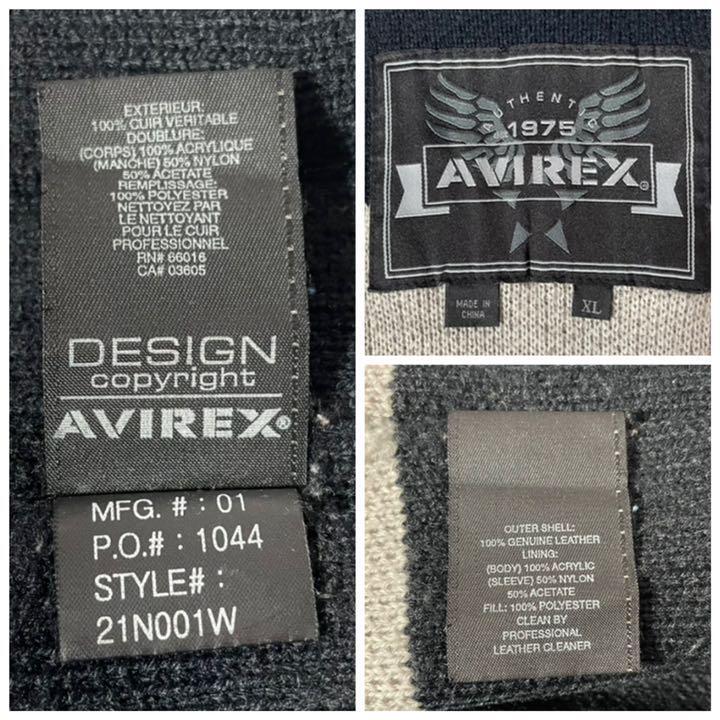 EXTERIEUR:
100% CUIR VERITABLE
DOUBLURE:
(CORPS) 100% ACRYLIQUE
(MANCHE) 50% NYLON
50% ACETATE
REMPLISSAGE:
100% POLYESTER
NETTOYEZ PAR
LE NETTOYANT
POUR LE CUIR
PROFESSIONNEL
RN# 66016
CA# 03605
DESIGN
copyright
AVIREX®
MFG. # : 01
P.O.# : 1044
STYLE# :
21N001W
AUTHENTIC
1975
AVIREX®
MADE IN
CHINA
XL
OUTER SHELL:
100% GENUINE LEATHER
LINING:
(BODY) 100% ACRYLIC
(SLEEVE) 50% NYLON
50% ACETATE
FILL: 100% POLYESTER
CLEAN BY
PROFESSIONAL
LEATHER CLEANER